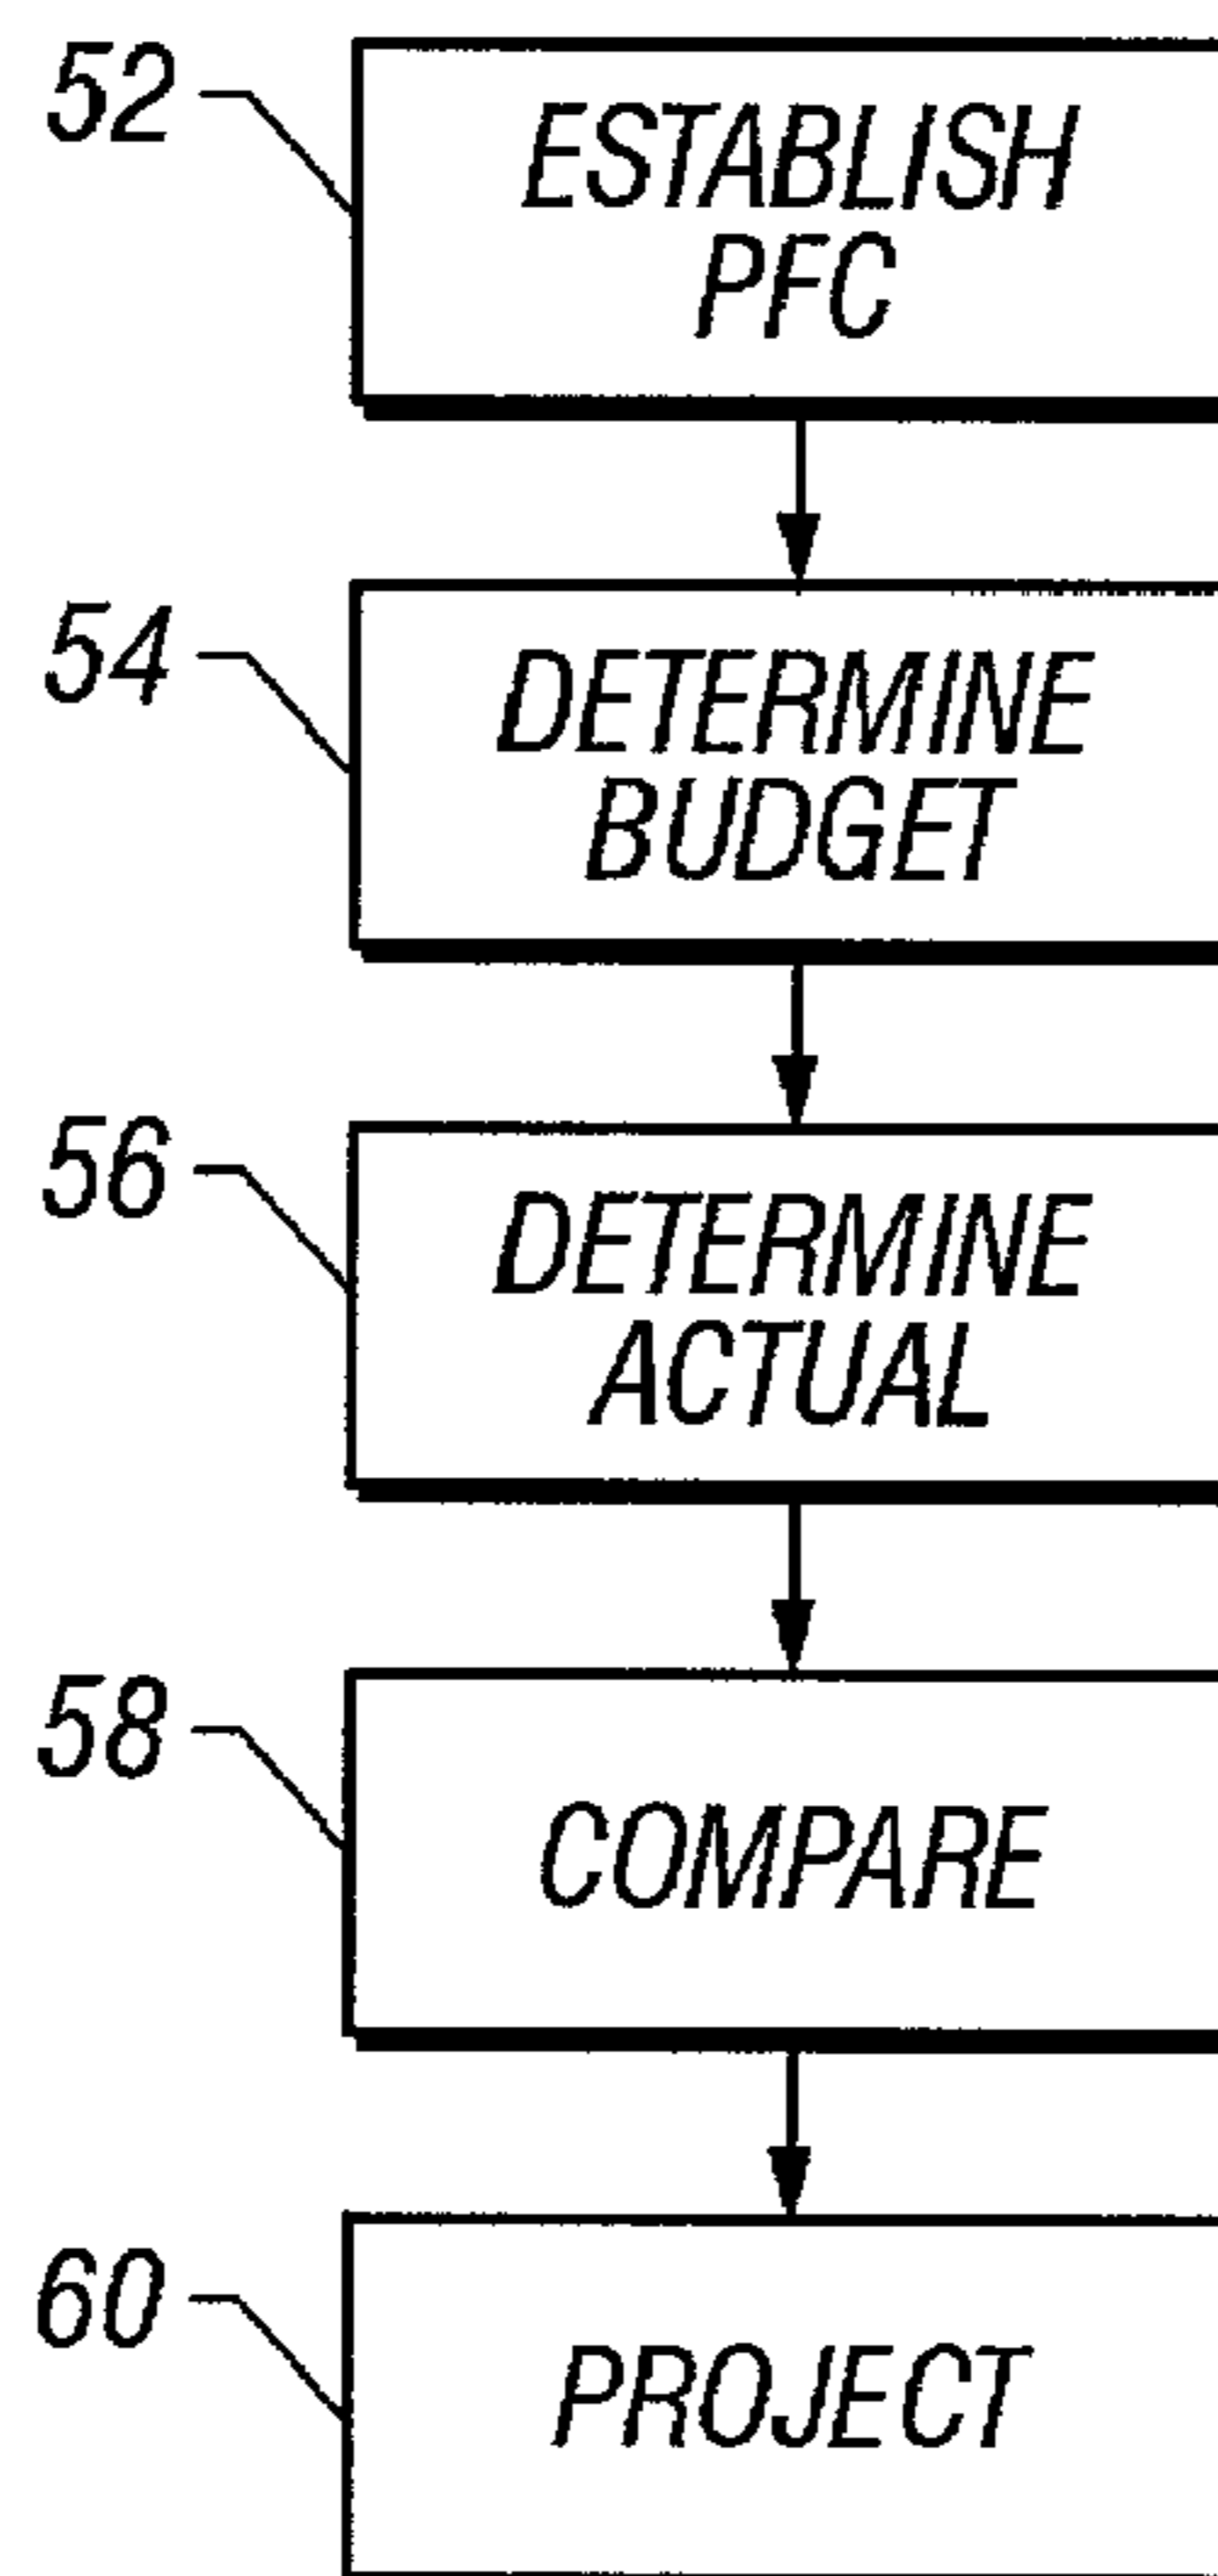 52
ESTABLISH
PFC
54
DETERMINE
BUDGET
56
DETERMINE
ACTUAL
58
COMPARE
60
PROJECT